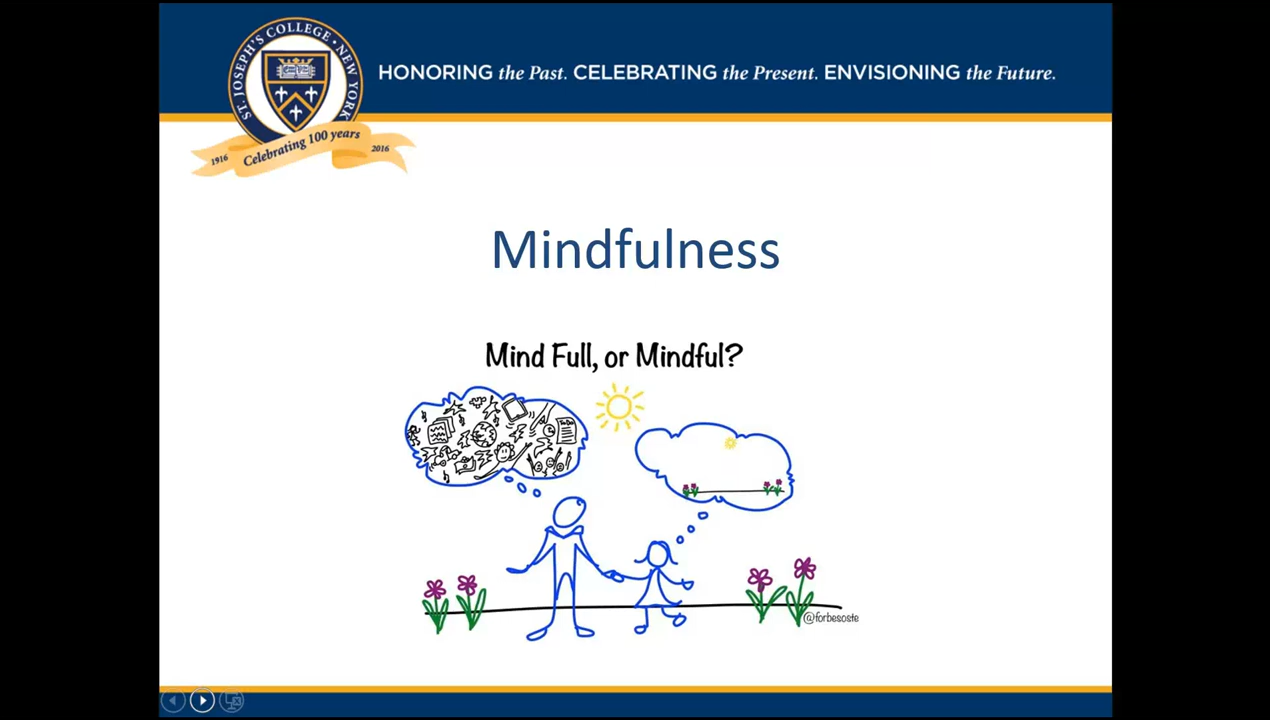 ST. JOSEPH'S COLLEGE • NEW YORK
HONORING the Past. CELEBRATING the Present. ENVISIONING the Future.
1916 Celebrating 100 years 2016
Mindfulness
Mind Full, or Mindful?
@forbesoste